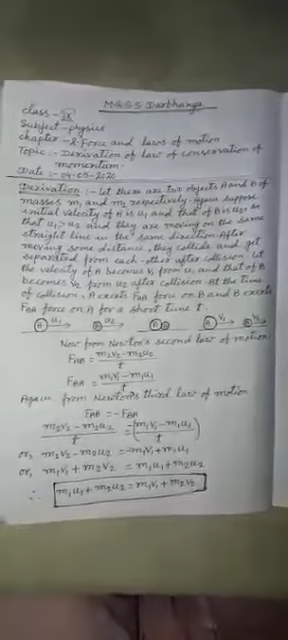 M.G.S.S Darbhanga
class - IX
Subject - physics
chapter - 2. Force and laws of motion
Topic :- Derivation of law of conservation of
momentum.
Date :- 04-05-2020
Derivation :- Let there are two objects A and B of
masses m₁ and m₂ respectively. Again suppose
initial velocity of A is u₁ and that of B is u₂ so
that u₁ > u₂ and they are moving on the same
straight line in the same direction. After
moving some distance, they collide and get
separated from each-other after collision. Let
the velocity of A becomes v₁ from u₁ and that of B
becomes v₂ from u₂ after collision. At the time
of collision, A exerts FAB force on B and B exerts
FBA force on A for a short time t.
A u₁ B u₂ A B A v₁ B v₂
Now from Newton's second law of motion
FAB = m₂v₂ - m₂u₂ / t
FBA = m₁v₁ - m₁u₁ / t
Again from Newton's third law of motion
FAB = - FBA
m₂v₂ - m₂u₂ / t = - (m₁v₁ - m₁u₁ / t)
or, m₂v₂ - m₂u₂ = - m₁v₁ + m₁u₁
or, m₁v₁ + m₂v₂ = m₁u₁ + m₂u₂
∴ m₁u₁ + m₂u₂ = m₁v₁ + m₂v₂